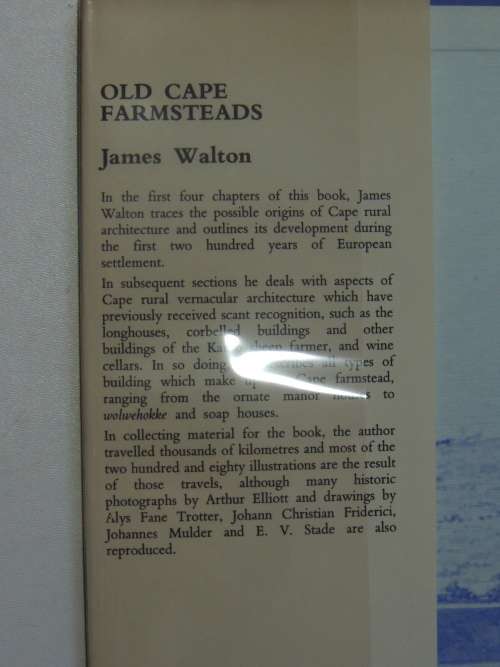 OLD CAPE
FARMSTEADS
James Walton
In the first four chapters of this book, James
Walton traces the possible origins of Cape rural
architecture and outlines its development during
the first two hundred years of European
settlement.
In subsequent sections he deals with aspects of
Cape rural vernacular architecture which have
previously received scant recognition, such as the
longhouses, corbelled buildings and other
buildings of the sheep farmer, and wine
cellars. In so doing describes all types of
building which make Cape farmstead,
ranging from the ornate manor houses to
wolwehokke and soap houses.
In collecting material for the book, the author
travelled thousands of kilometres and most of the
two hundred and eighty illustrations are the result
of those travels, although many historic
photographs by Arthur Elliott and drawings by
Alys Fane Trotter, Johann Christian Friderici,
Johannes Mulder and E. V. Stade are also
reproduced.